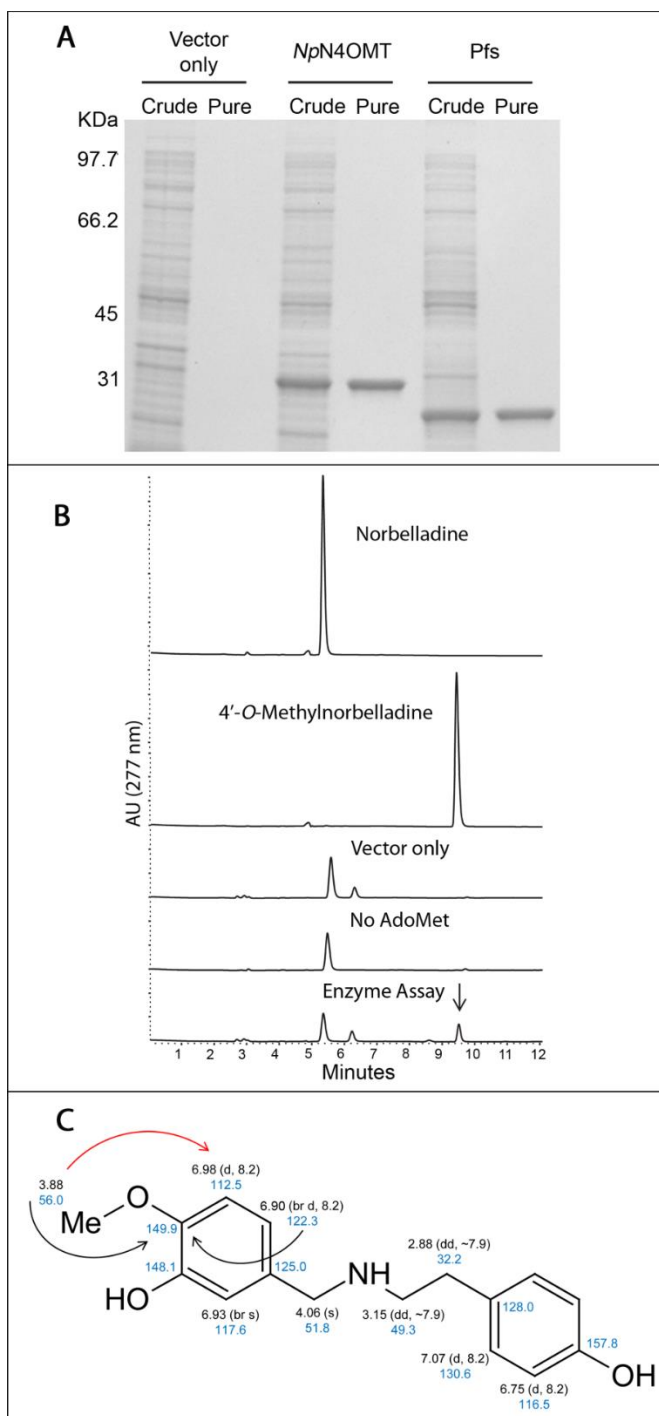 A
Vector only NpN4OMT Pfs
Crude Pure Crude Pure Crude Pure
KDa
97.7
66.2
45
31
B
Norbelladine
4′-O-Methylnorbelladine
AU (277 nm)
Vector only
No AdoMet
Enzyme Assay
1 2 3 4 5 6 7 8 9 10 11 12
Minutes
C
3.88
56.0
6.98 (d, 8.2)
112.5
Me
O
149.9
6.90 (br d, 8.2)
122.3
148.1
125.0
HO
6.93 (br s)
117.6
4.06 (s)
51.8
NH
3.15 (dd, ~7.9)
49.3
2.88 (dd, ~7.9)
32.2
128.0
157.8
7.07 (d, 8.2)
130.6
OH
6.75 (d, 8.2)
116.5